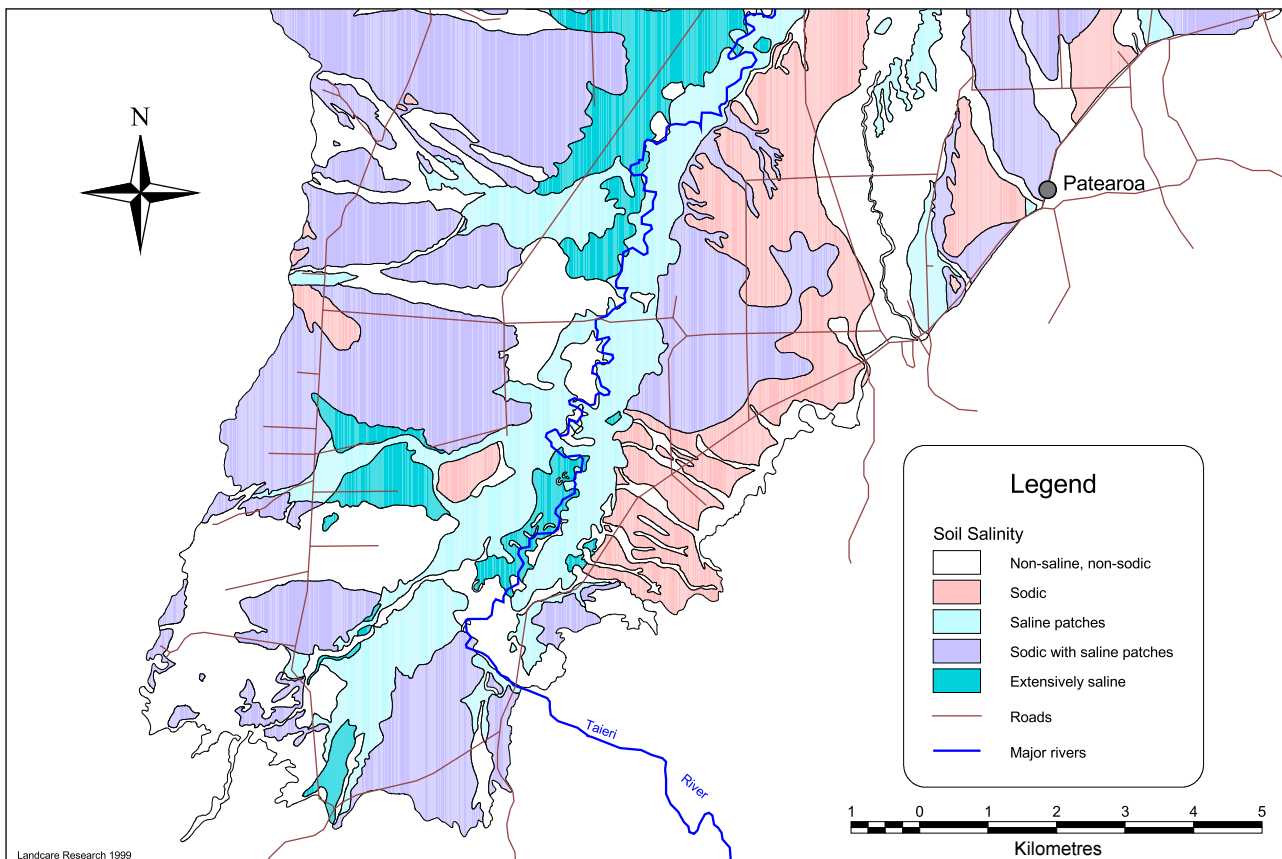 N
Patearoa
Legend
Soil Salinity
Non-saline, non-sodic
Sodic
Saline patches
Sodic with saline patches
Extensively saline
Roads
Major rivers
Taieri
River
1 0 1 2 3 4 5
Kilometres
Landcare Research 1999